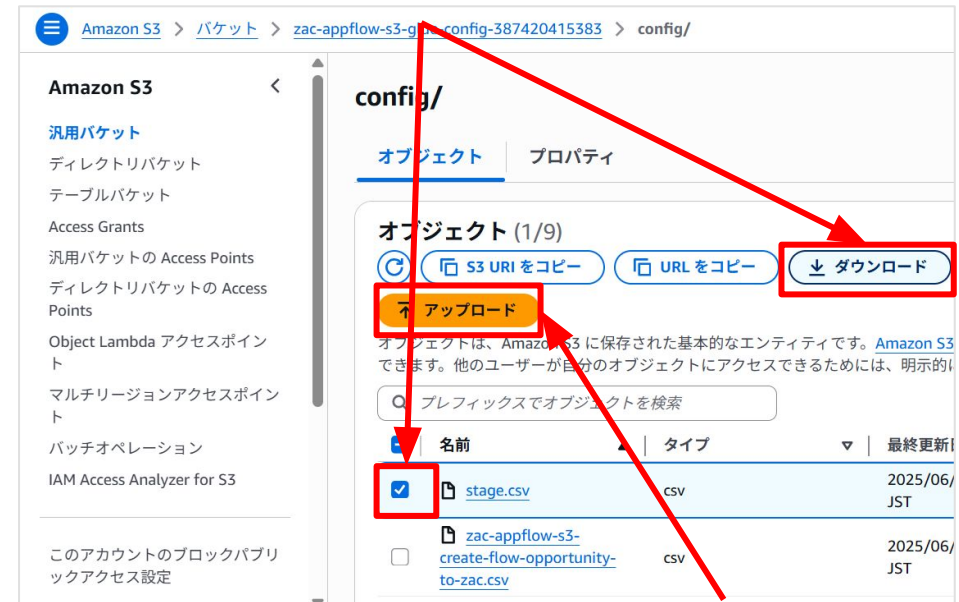 Amazon S3 > バケット > zac-appflow-s3-glue-config-387420415383 > config/
Amazon S3
汎用バケット
ディレクトリバケット
テーブルバケット
Access Grants
汎用バケットの Access Points
ディレクトリバケットの Access
Points
Object Lambda アクセスポイン
ト
マルチリージョンアクセスポイン
ト
バッチオペレーション
IAM Access Analyzer for S3
このアカウントのブロックパブリ
ックアクセス設定
config/
オブジェクト プロパティ
オブジェクト (1/9)
S3 URI をコピー URL をコピー ダウンロード
アップロード
オブジェクトは、Amazon S3 に保存された基本的なエンティティです。Amazon S3
できます。他のユーザーが自分のオブジェクトにアクセスできるためには、明示的に
プレフィックスでオブジェクトを検索
名前 タイプ 最終更新日
stage.csv csv 2025/06/
JST
zac-appflow-s3-
create-flow-opportunity-
to-zac.csv csv 2025/06/
JST